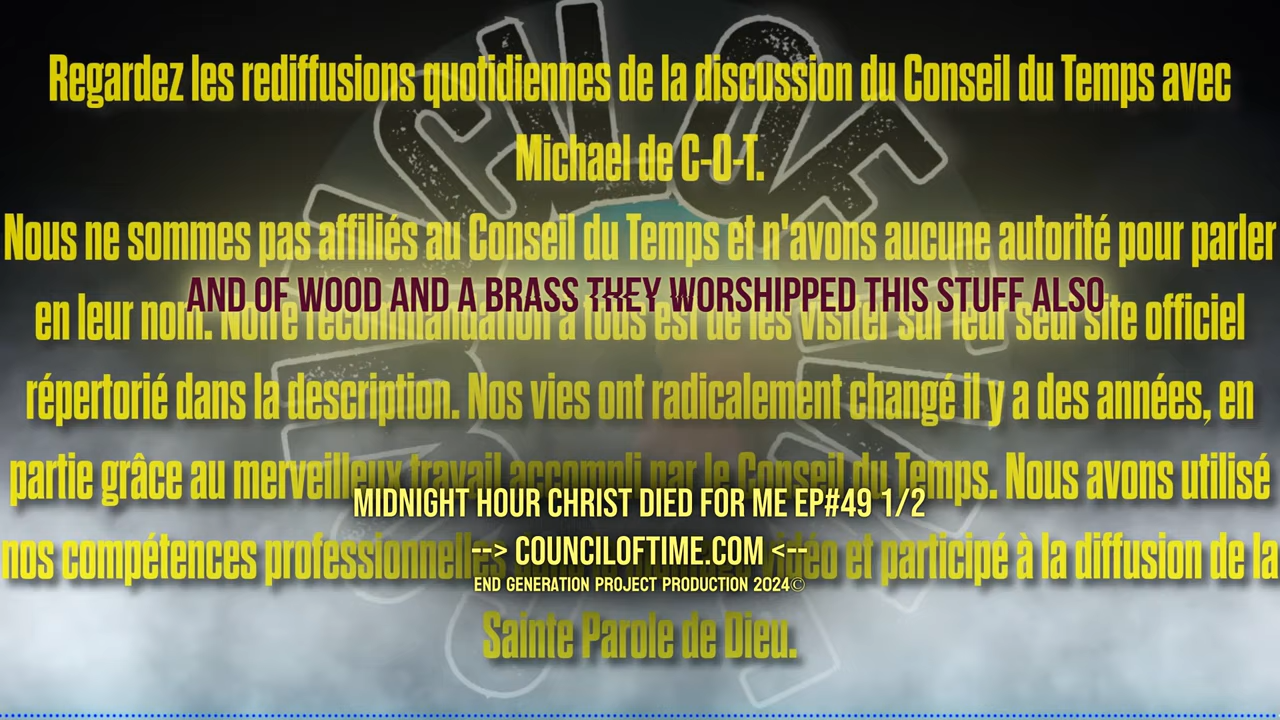 Regardez les rediffusions quotidiennes de la discussion du Conseil du Temps avec
Michael de C-O-T.
Nous ne sommes pas affiliés au Conseil du Temps et n'avons aucune autorité pour parler
AND OF WOOD AND A BRASS THEY WORSHIPPED THIS STUFF ALSO
en leur nom. Notre recommandation à tous est de les visiter sur leur seul site officiel
répertorié dans la description. Nos vies ont radicalement changé il y a des années, en
partie grâce au merveilleux travail accompli par le Conseil du Temps. Nous avons utilisé
MIDNIGHT HOUR CHRIST DIED FOR ME EP#49 1/2
nos compétences professionnelles vidéo et participé à la diffusion de la
--> COUNCILOFTIME.COM <--
END GENERATION PROJECT PRODUCTION 2024©
Sainte Parole de Dieu.